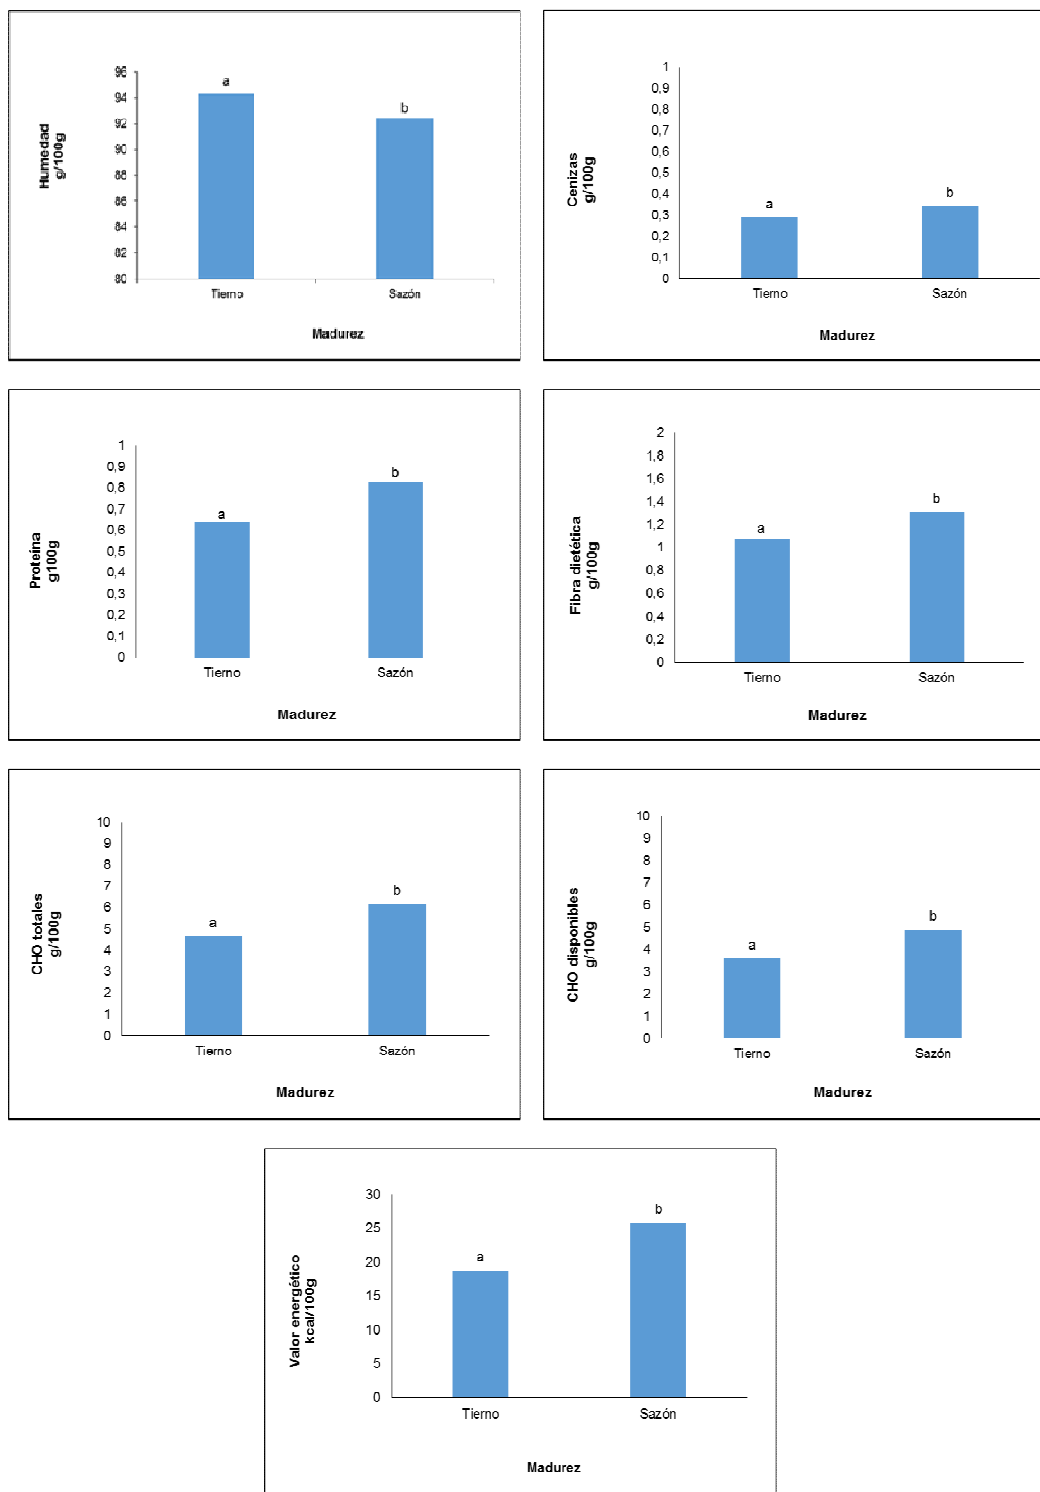 Humedad
g/100g
96
94
92
90
88
86
84
82
80
a
b
Tierno
Sazón
Madurez
Cenizas
g/100g
1
0,9
0,8
0,7
0,6
0,5
0,4
0,3
0,2
0,1
0
a
b
Tierno
Sazón
Madurez
Proteína
g100g
1
0,9
0,8
0,7
0,6
0,5
0,4
0,3
0,2
0,1
0
a
b
Tierno
Sazón
Madurez
Fibra dietética
g/100g
2
1,8
1,6
1,4
1,2
1
0,8
0,6
0,4
0,2
0
a
b
Tierno
Sazón
Madurez
CHO totales
g/100g
10
9
8
7
6
5
4
3
2
1
0
a
b
Tierno
Sazón
Madurez
CHO disponibles
g/100g
10
9
8
7
6
5
4
3
2
1
0
a
b
Tierno
Sazón
Madurez
Valor energético
kcal/100g
30
25
20
15
10
5
0
a
b
Tierno
Sazón
Madurez